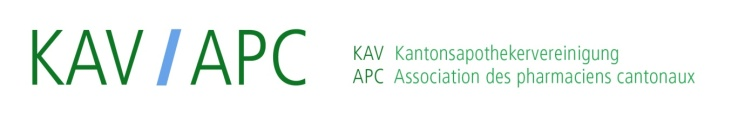 KAV / APC
KAV Kantonsapothekervereinigung
APC Association des pharmaciens cantonaux